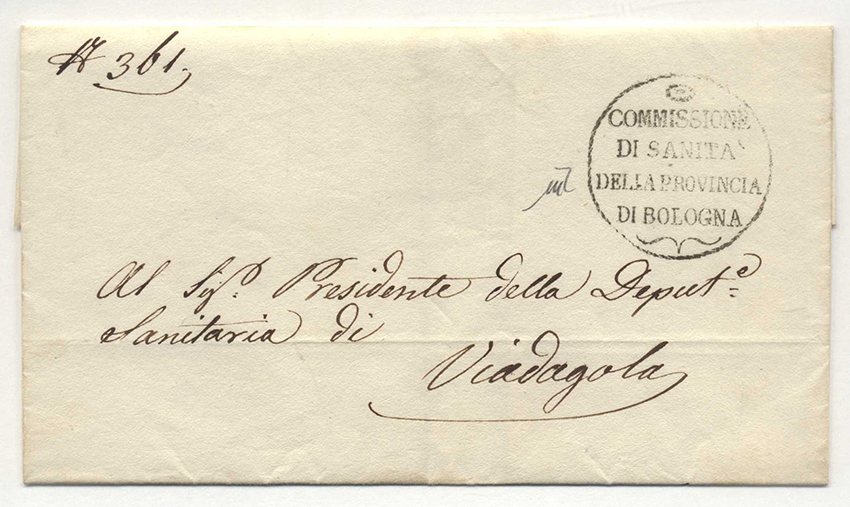 N 361.
COMMISSIONE
DI SANITA'
DELLA PROVINCIA
DI BOLOGNA
Al Sig.r Presidente della Deput.e
Sanitaria di
Viadagola